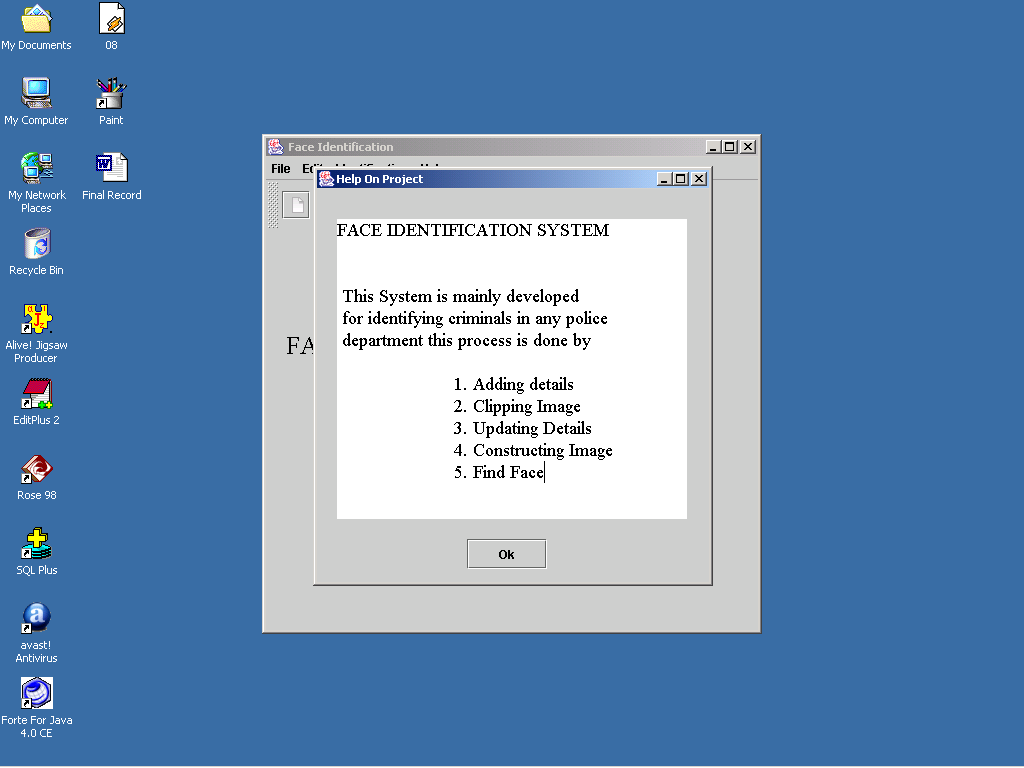 My Documents
08
My Computer
Paint
My Network
Places
Final Record
Recycle Bin
Alive! Jigsaw
Producer
EditPlus 2
Rose 98
SQL Plus
avast!
Antivirus
Forte For Java
4.0 CE
Face Identification
File
Help On Project
FA
FACE IDENTIFICATION SYSTEM
This System is mainly developed
for identifying criminals in any police
department this process is done by
1. Adding details
2. Clipping Image
3. Updating Details
4. Constructing Image
5. Find Face
Ok